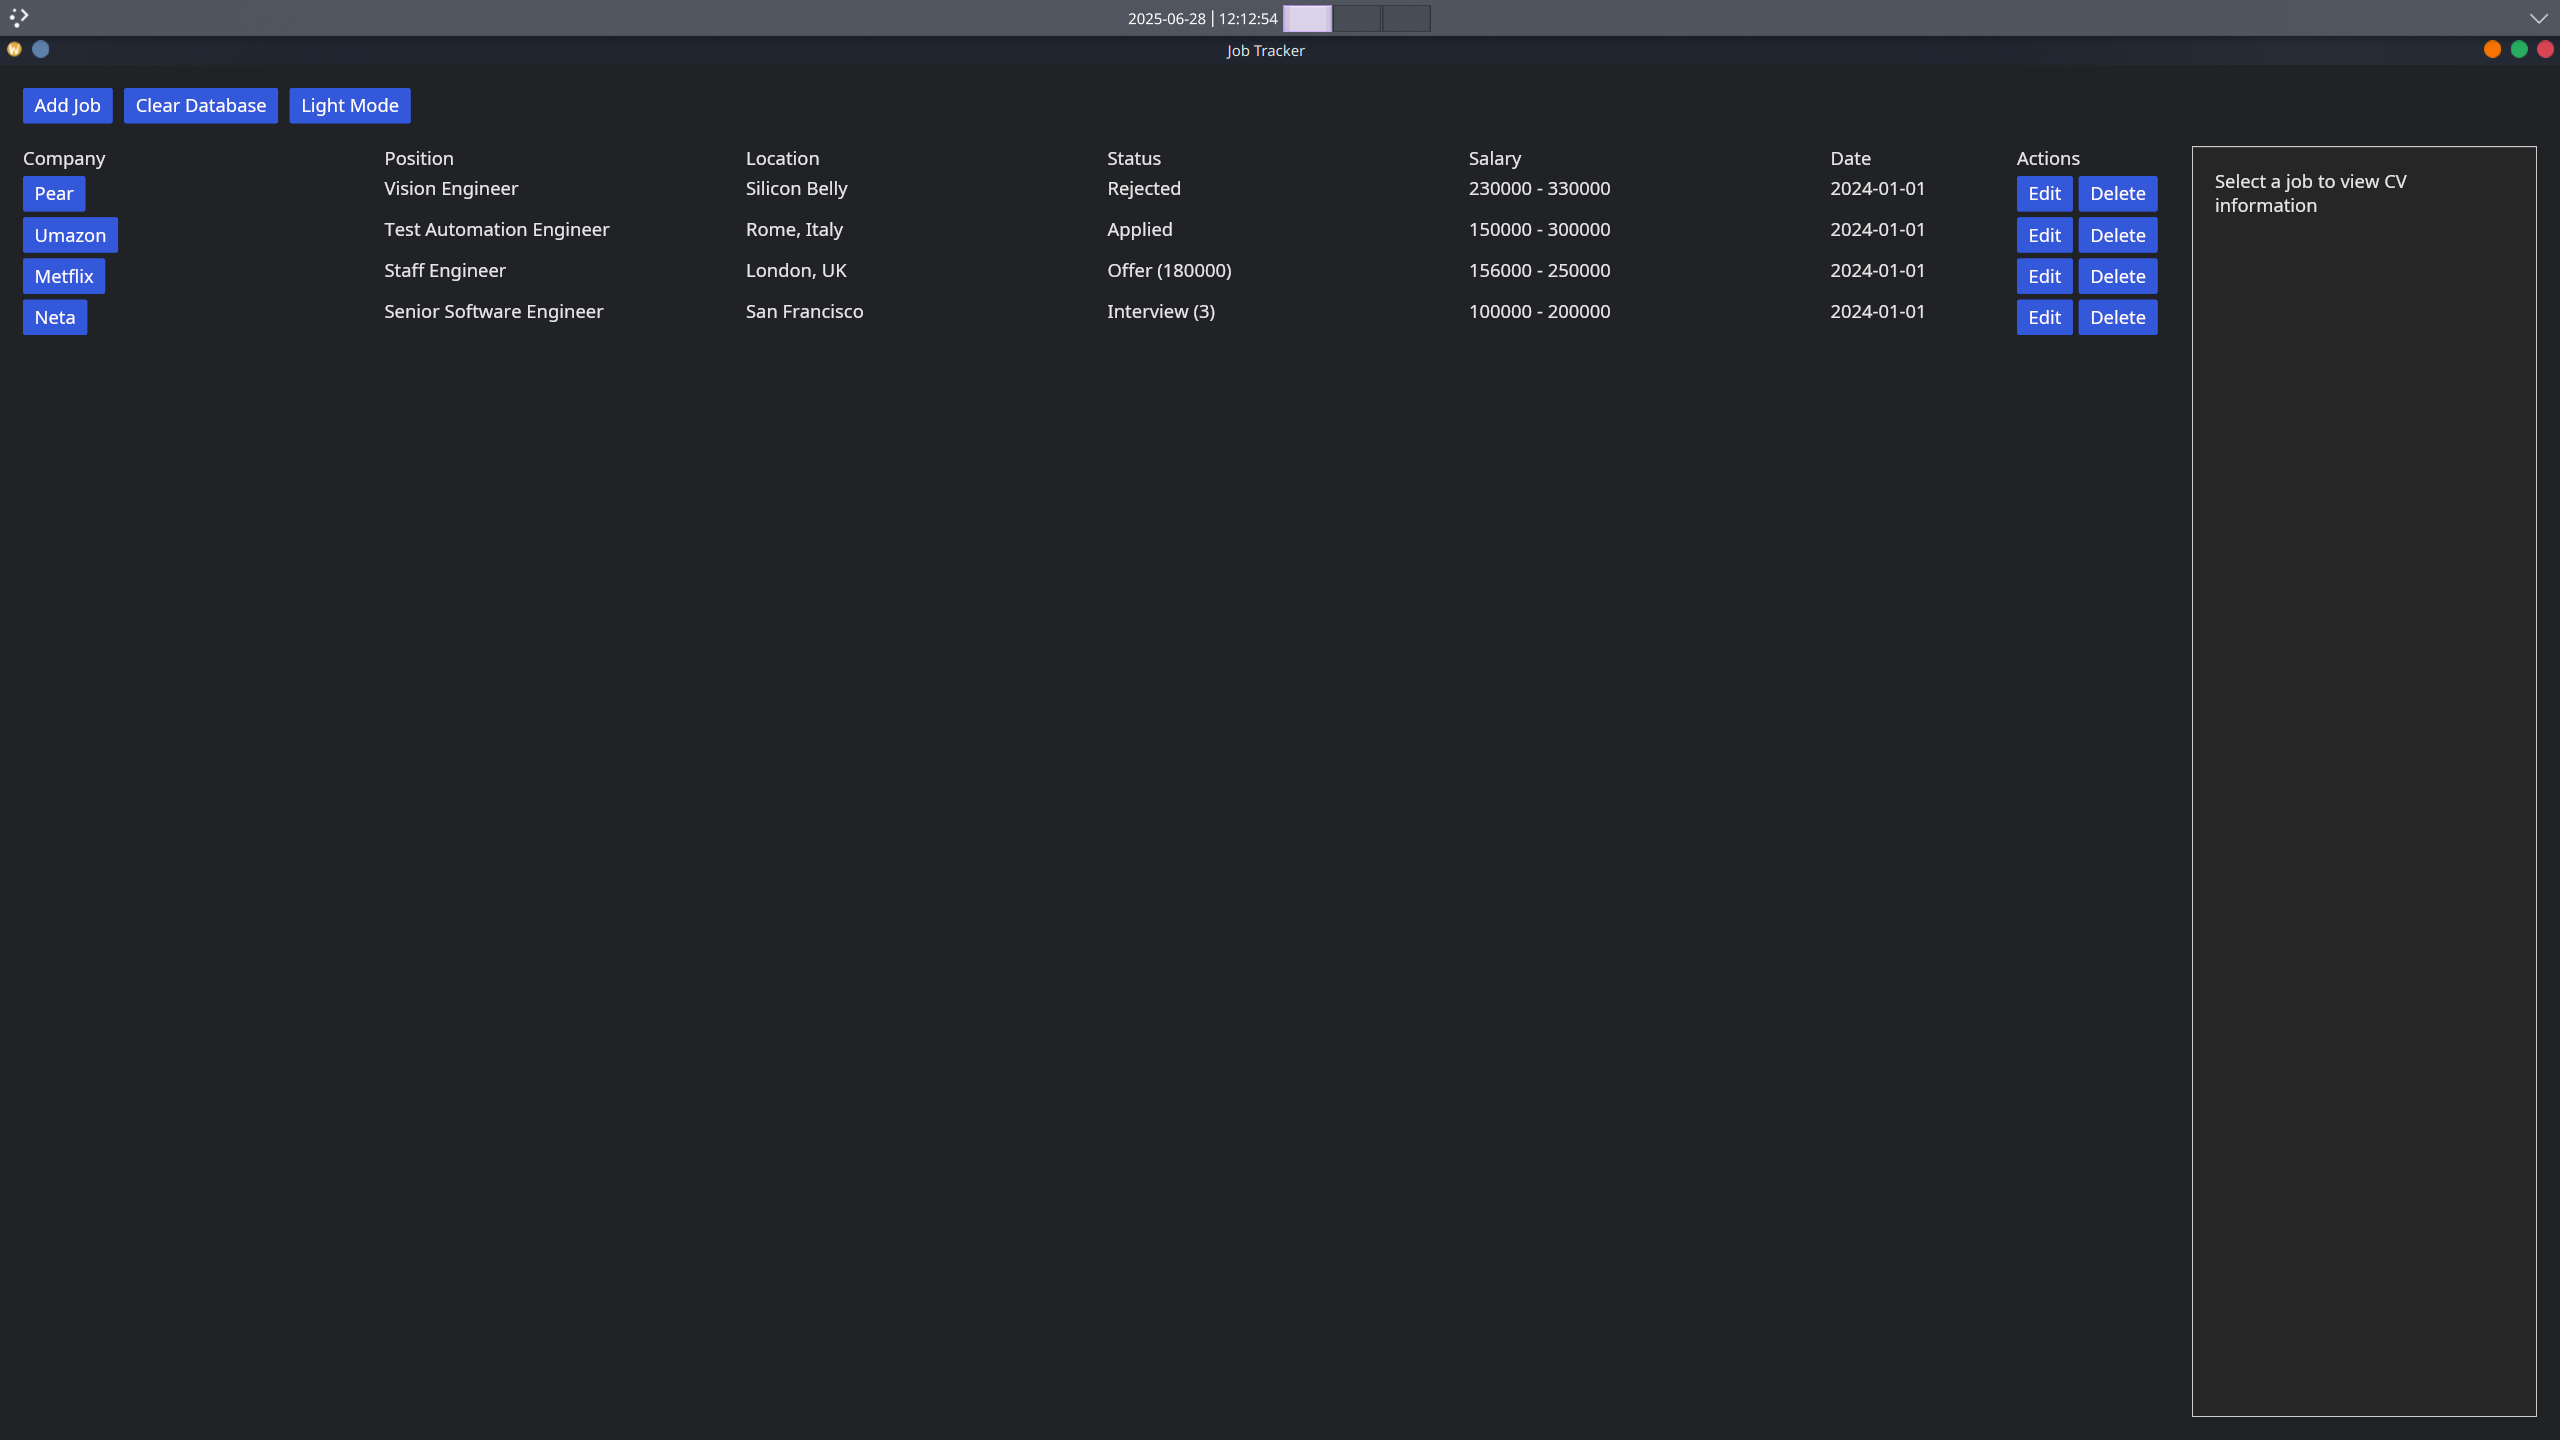 2025-06-28 | 12:12:54
W
Job Tracker
Add Job Clear Database Light Mode
Company Position Location Status Salary Date Actions
Pear Vision Engineer Silicon Belly Rejected 230000 - 330000 2024-01-01 Edit Delete
Umazon Test Automation Engineer Rome, Italy Applied 150000 - 300000 2024-01-01 Edit Delete
Metflix Staff Engineer London, UK Offer (180000) 156000 - 250000 2024-01-01 Edit Delete
Neta Senior Software Engineer San Francisco Interview (3) 100000 - 200000 2024-01-01 Edit Delete
Select a job to view CV
information